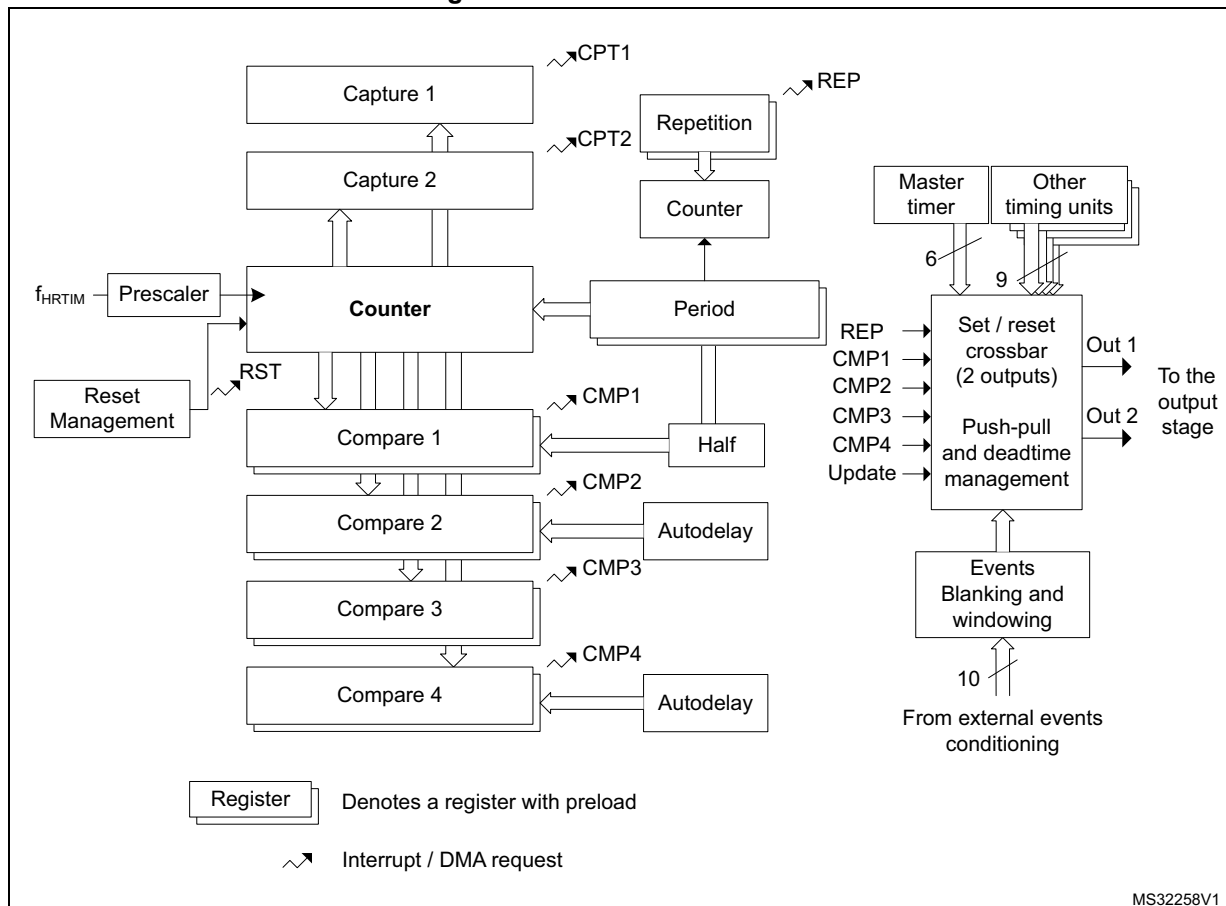 CPT1
Capture 1
REP
Repetition
CPT2
Capture 2
Counter
Master
timer
Other
timing units
6
9
fHRTIM
Prescaler
Counter
Period
RST
Reset
Management
REP
CMP1
CMP2
CMP3
CMP4
Update
Set / reset
crossbar
(2 outputs)
Push-pull
and deadtime
management
Out 1
Out 2
To the
output
stage
CMP1
Compare 1
Half
CMP2
Compare 2
Autodelay
CMP3
Compare 3
CMP4
Compare 4
Autodelay
Events
Blanking and
windowing
10
From external events
conditioning
Register
Denotes a register with preload
Interrupt / DMA request
MS32258V1